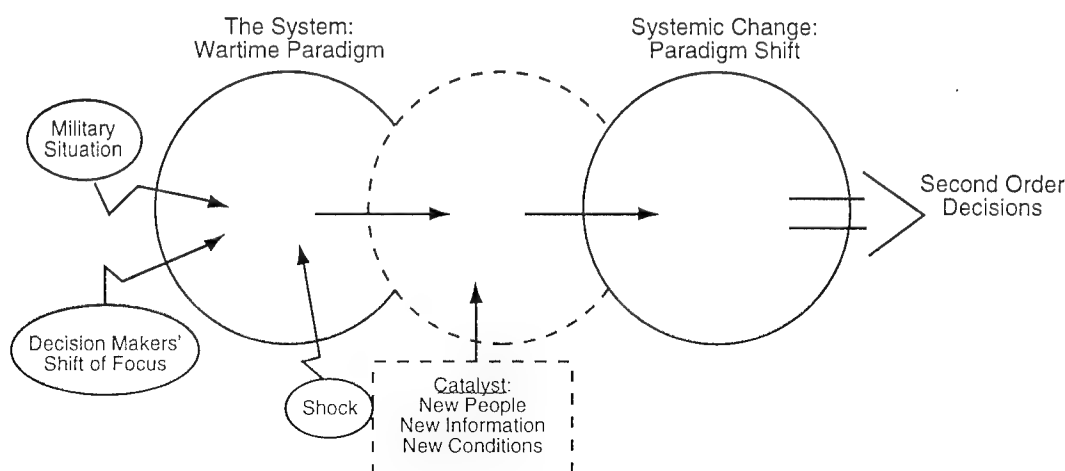 The System:
Wartime Paradigm
Systemic Change:
Paradigm Shift
Military
Situation
Second Order
Decisions
Decision Makers'
Shift of Focus
Shock
Catalyst:
New People
New Information
New Conditions